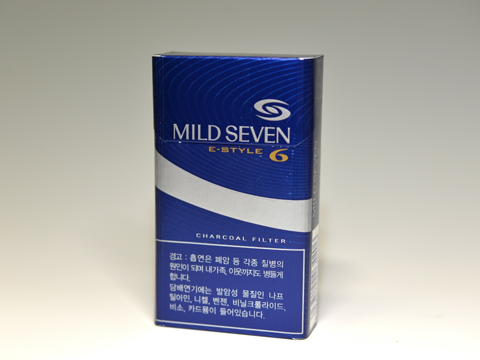 MILD SEVEN
E-STYLE 6
CHARCOAL FILTER
경고 : 흡연은 폐암 등 각종 질병의
원인이 되며 내 가족, 이웃까지도 병들게
합니다.
담배연기에는 발암성 물질인 나프
틸아민, 니켈, 벤젠, 비닐크롤라이드,
비소, 카드뮴이 들어있습니다.